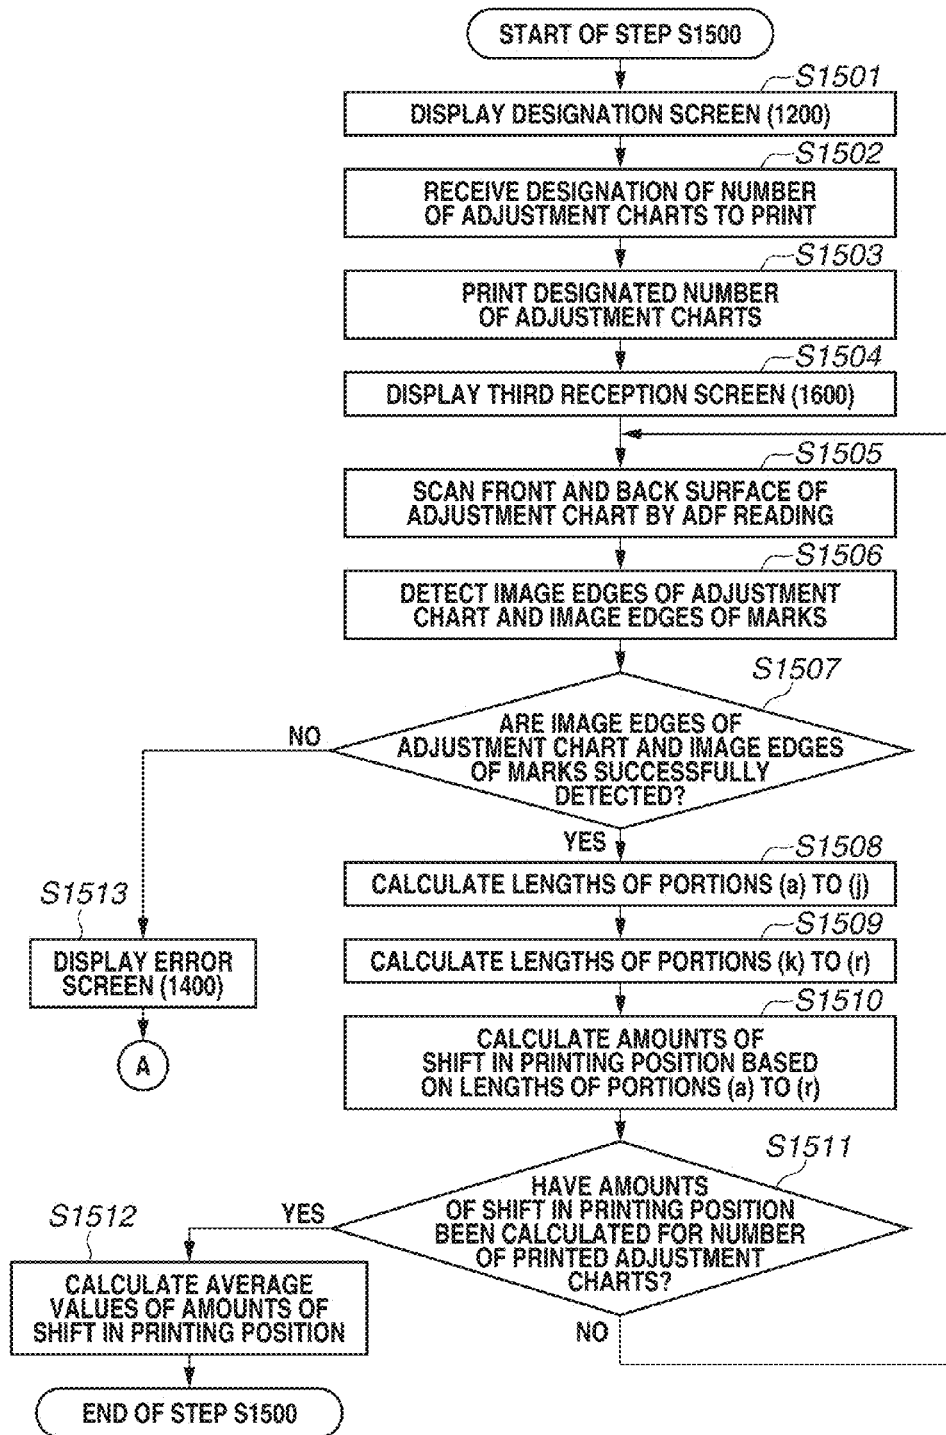 START OF STEP S1500
S1501
DISPLAY DESIGNATION SCREEN (1200)
S1502
RECEIVE DESIGNATION OF NUMBER
OF ADJUSTMENT CHARTS TO PRINT
S1503
PRINT DESIGNATED NUMBER
OF ADJUSTMENT CHARTS
S1504
DISPLAY THIRD RECEPTION SCREEN (1600)
S1505
SCAN FRONT AND BACK SURFACE OF
ADJUSTMENT CHART BY ADF READING
S1506
DETECT IMAGE EDGES OF ADJUSTMENT
CHART AND IMAGE EDGES OF MARKS
S1507
ARE IMAGE EDGES OF
ADJUSTMENT CHART AND IMAGE EDGES
OF MARKS SUCCESSFULLY
DETECTED?
NO
YES
S1508
CALCULATE LENGTHS OF PORTIONS (a) TO (j)
S1509
CALCULATE LENGTHS OF PORTIONS (k) TO (r)
S1510
CALCULATE AMOUNTS OF
SHIFT IN PRINTING POSITION BASED
ON LENGTHS OF PORTIONS (a) TO (r)
S1513
DISPLAY ERROR
SCREEN (1400)
A
S1511
HAVE AMOUNTS
OF SHIFT IN PRINTING POSITION
BEEN CALCULATED FOR NUMBER
OF PRINTED ADJUSTMENT
CHARTS?
YES
NO
S1512
CALCULATE AVERAGE
VALUES OF AMOUNTS OF
SHIFT IN PRINTING POSITION
END OF STEP S1500